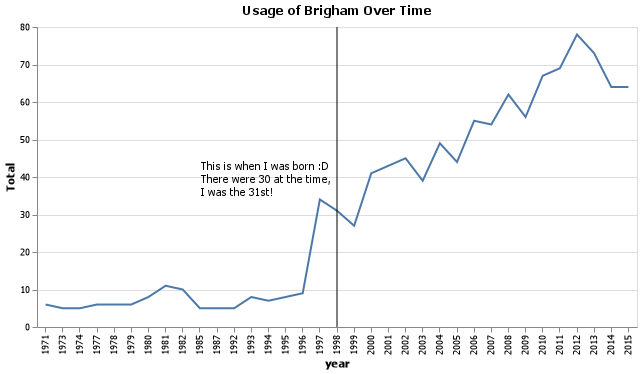 Usage of Brigham Over Time
80
70
60
50
40
30
20
10
0
Total
This is when I was born :D
There were 30 at the time,
I was the 31st!
1971 1973 1974 1977 1978 1979 1980 1981 1982 1985 1987 1992 1993 1994 1995 1996 1997 1998 1999 2000 2001 2002 2003 2004 2005 2006 2007 2008 2009 2010 2011 2012 2013 2014 2015
year